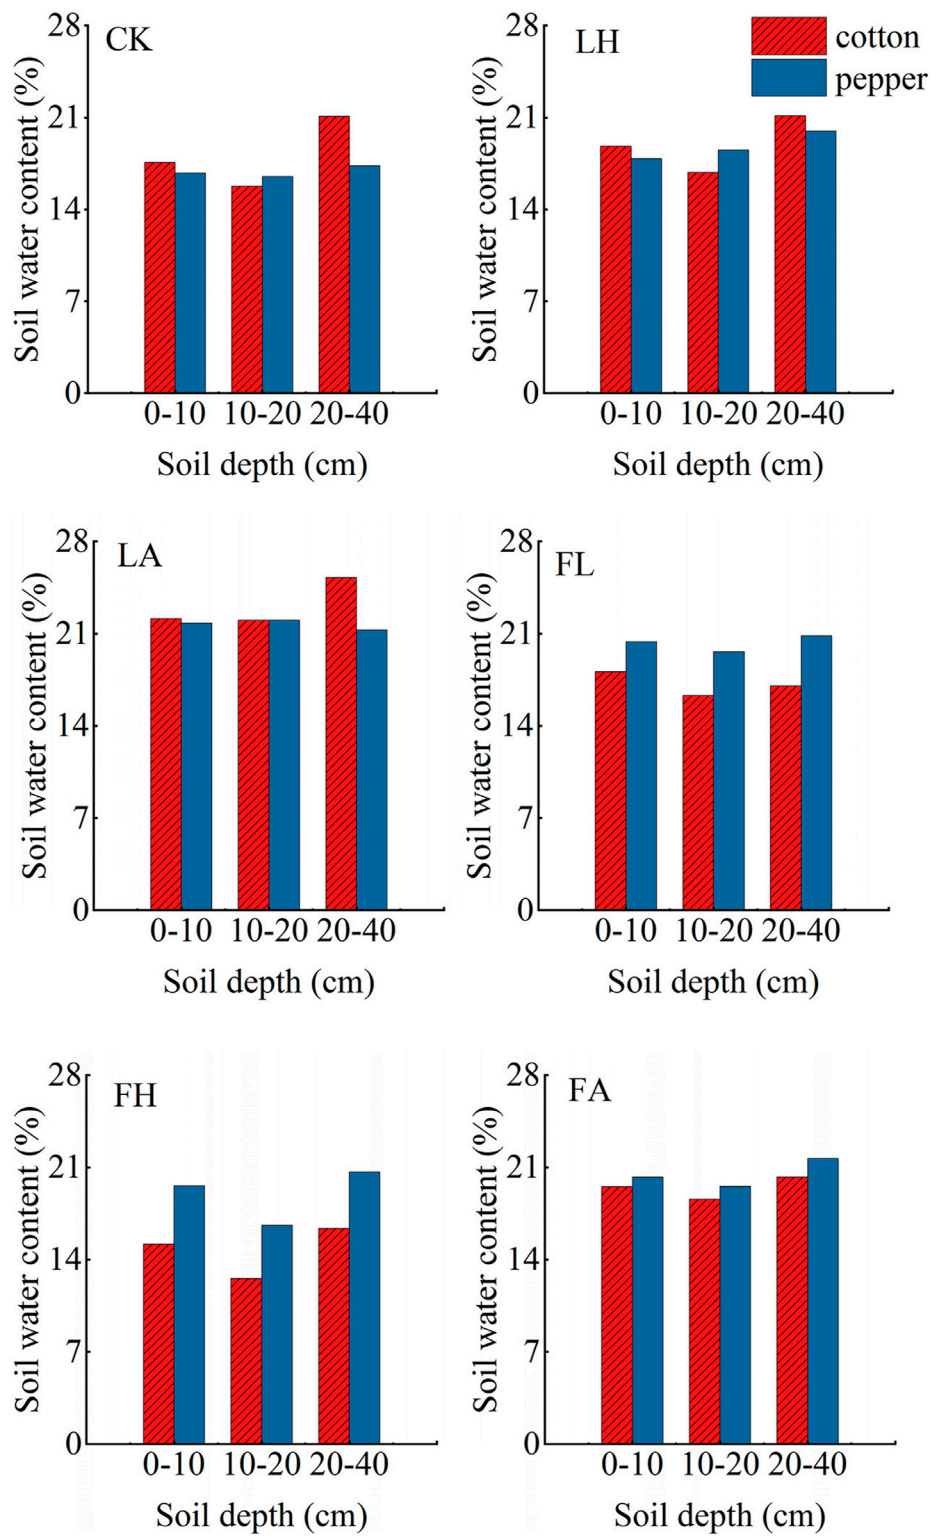 CK
28
21
14
7
0
Soil water content (%)
0-10 10-20 20-40
Soil depth (cm)
LH
cotton
pepper
28
21
14
7
0
Soil water content (%)
0-10 10-20 20-40
Soil depth (cm)
LA
28
21
14
7
0
Soil water content (%)
0-10 10-20 20-40
Soil depth (cm)
FL
28
21
14
7
0
Soil water content (%)
0-10 10-20 20-40
Soil depth (cm)
FH
28
21
14
7
0
Soil water content (%)
0-10 10-20 20-40
Soil depth (cm)
FA
28
21
14
7
0
Soil water content (%)
0-10 10-20 20-40
Soil depth (cm)